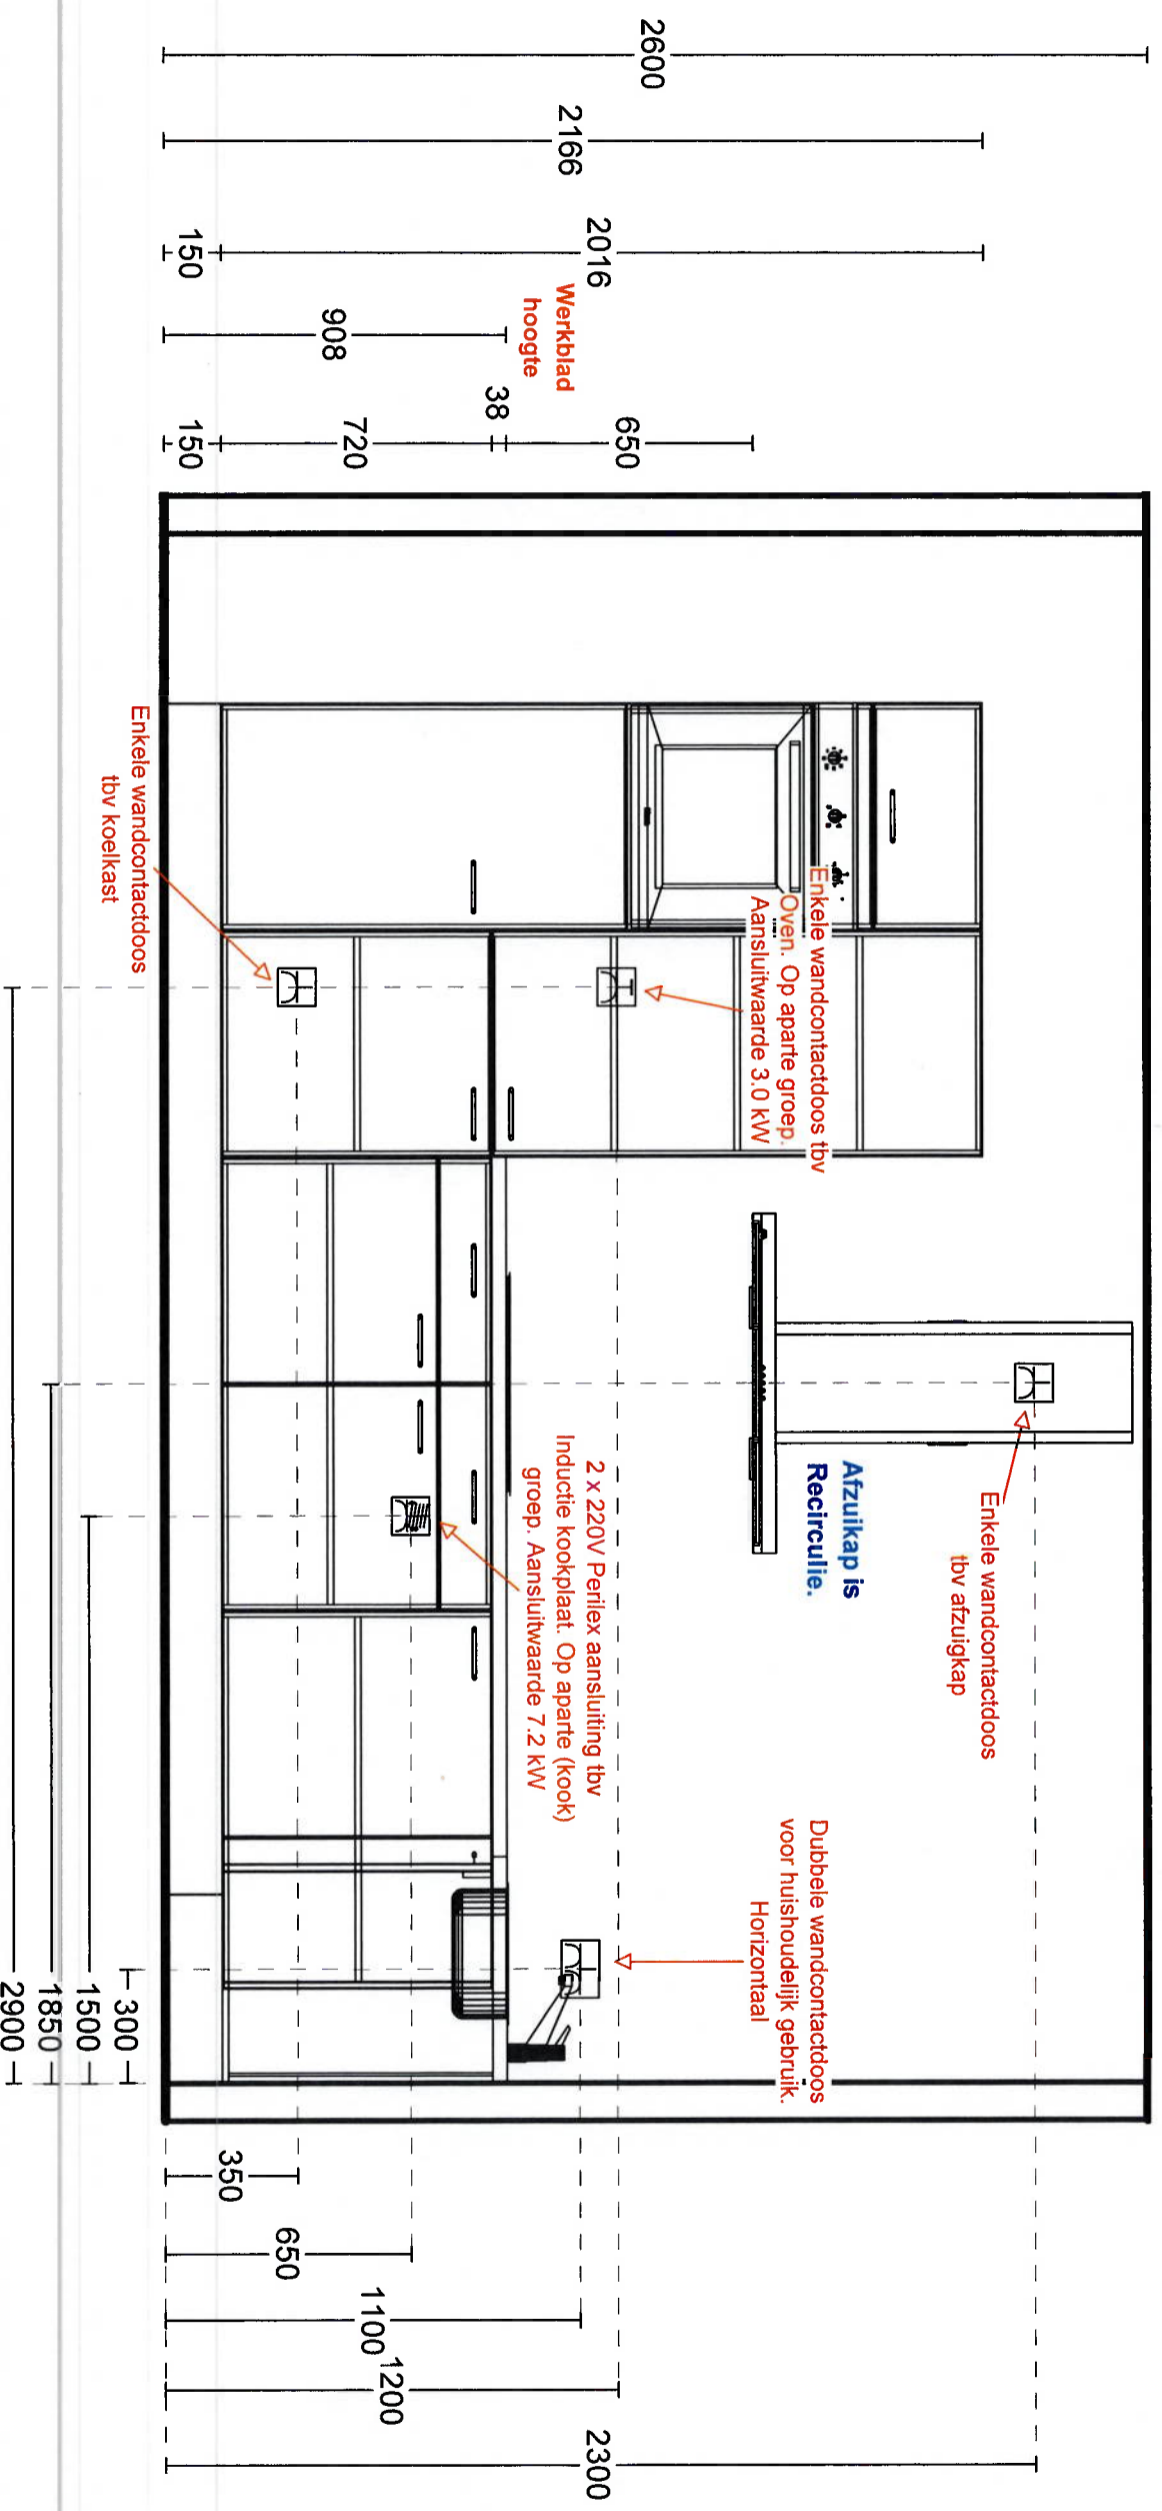 2600
2166
2016
150
908
Werkblad
hoogte
650
38
720
150
Enkele wandcontactdoos tbv
Oven. Op aparte groep.
Aansluitwaarde 3.0 kW
Enkele wandcontactdoos
tbv koelkast
Enkele wandcontactdoos
tbv afzuigkap
Afzuikap is
Recirculie.
2 x 220V Perilex aansluiting tbv
Inductie kookplaat. Op aparte (kook)
groep. Aansluitwaarde 7.2 kW
Dubbele wandcontactdoos
voor huishoudelijk gebruik.
Horizontaal
300
1500
1850
2900
350
650
1100
1200
2300